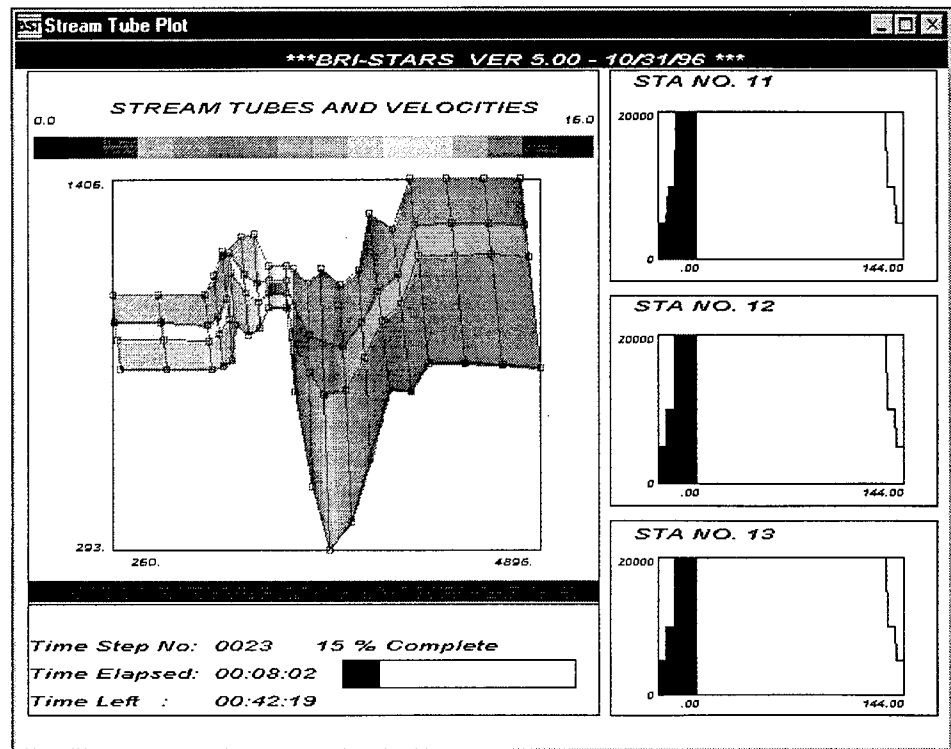 BST Stream Tube Plot
***BRI-STARS VER 5.00 - 10/31/96 ***
STREAM TUBES AND VELOCITIES
0.0 16.0
1406.
293.
260. 4896.
Time Step No: 0023 15 % Complete
Time Elapsed: 00:08:02
Time Left : 00:42:19
STA NO. 11
20000
0
.00 144.00
STA NO. 12
20000
0
.00 144.00
STA NO. 13
20000
0
.00 144.00